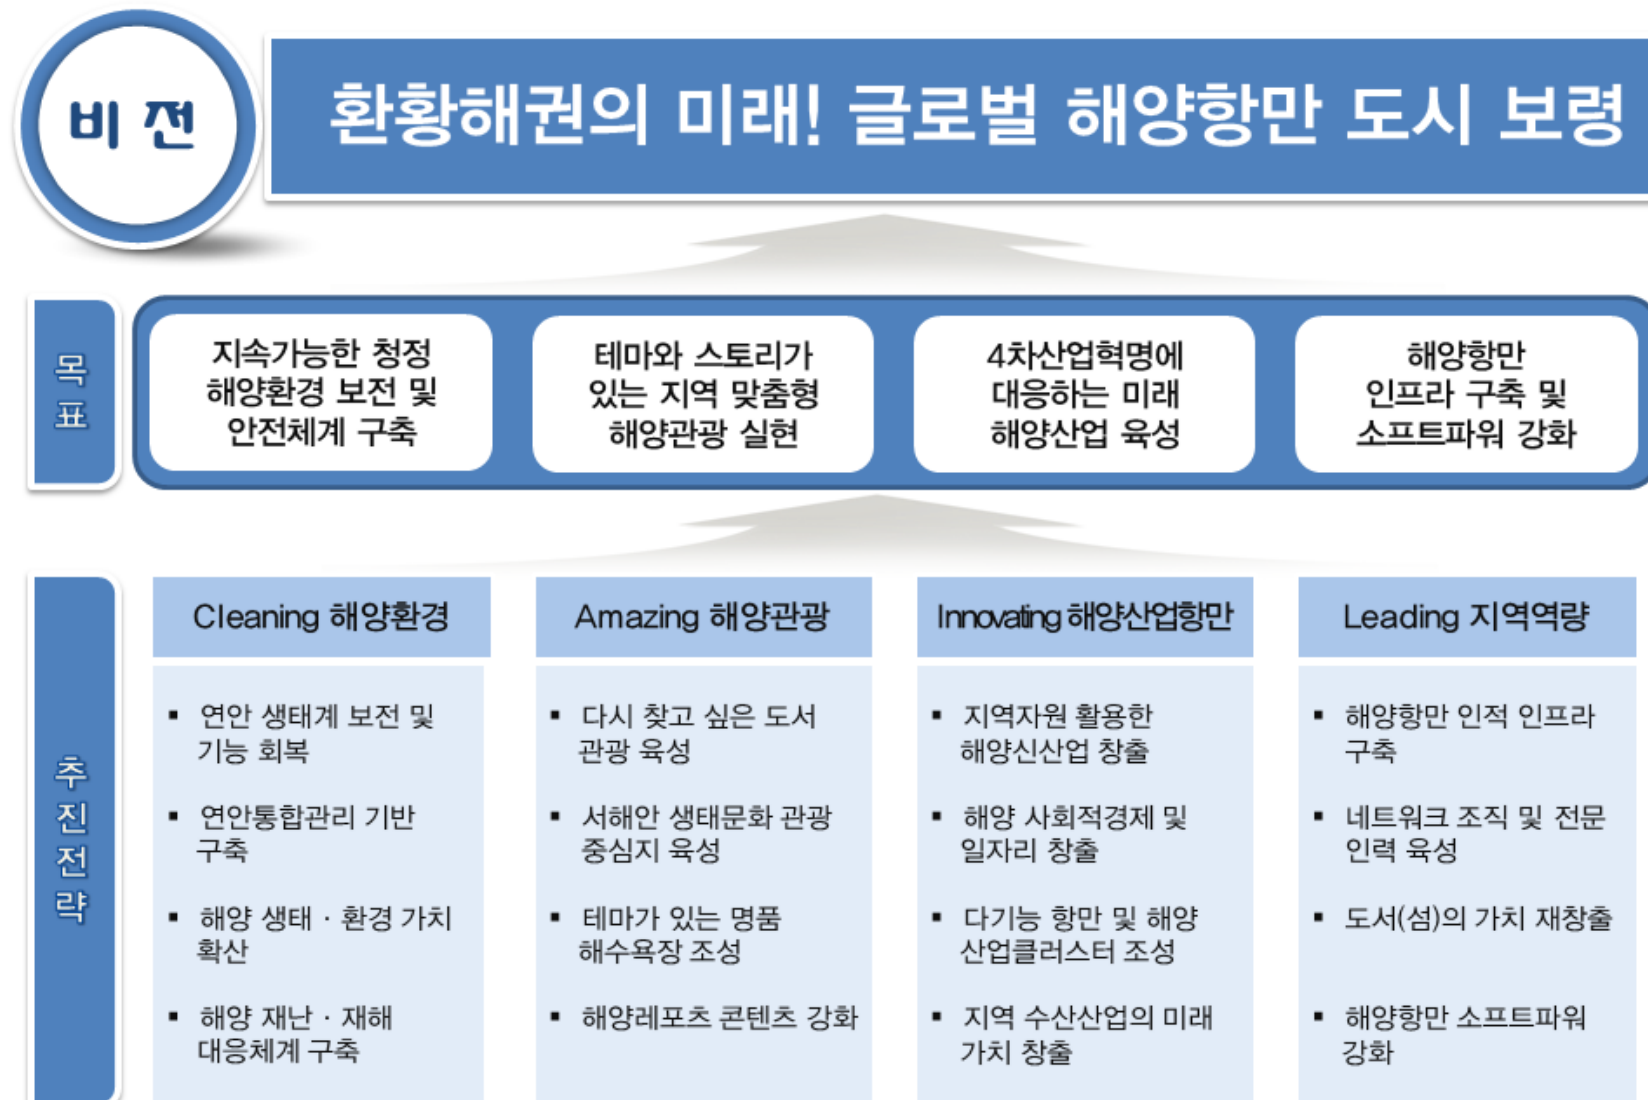 비 전
환황해권의 미래! 글로벌 해양항만 도시 보령
목
표
지속가능한 청정
해양환경 보전 및
안전체계 구축
테마와 스토리가
있는 지역 맞춤형
해양관광 실현
4차산업혁명에
대응하는 미래
해양산업 육성
해양항만
인프라 구축 및
소프트파워 강화
추
진
전
략
Cleaning 해양환경
▪ 연안 생태계 보전 및
기능 회복
▪ 연안통합관리 기반
구축
▪ 해양 생태 · 환경 가치
확산
▪ 해양 재난 · 재해
대응체계 구축
Amazing 해양관광
▪ 다시 찾고 싶은 도서
관광 육성
▪ 서해안 생태문화 관광
중심지 육성
▪ 테마가 있는 명품
해수욕장 조성
▪ 해양레포츠 콘텐츠 강화
Innovating 해양산업항만
▪ 지역자원 활용한
해양신산업 창출
▪ 해양 사회적경제 및
일자리 창출
▪ 다기능 항만 및 해양
산업클러스터 조성
▪ 지역 수산산업의 미래
가치 창출
Leading 지역역량
▪ 해양항만 인적 인프라
구축
▪ 네트워크 조직 및 전문
인력 육성
▪ 도서(섬)의 가치 재창출
▪ 해양항만 소프트파워
강화